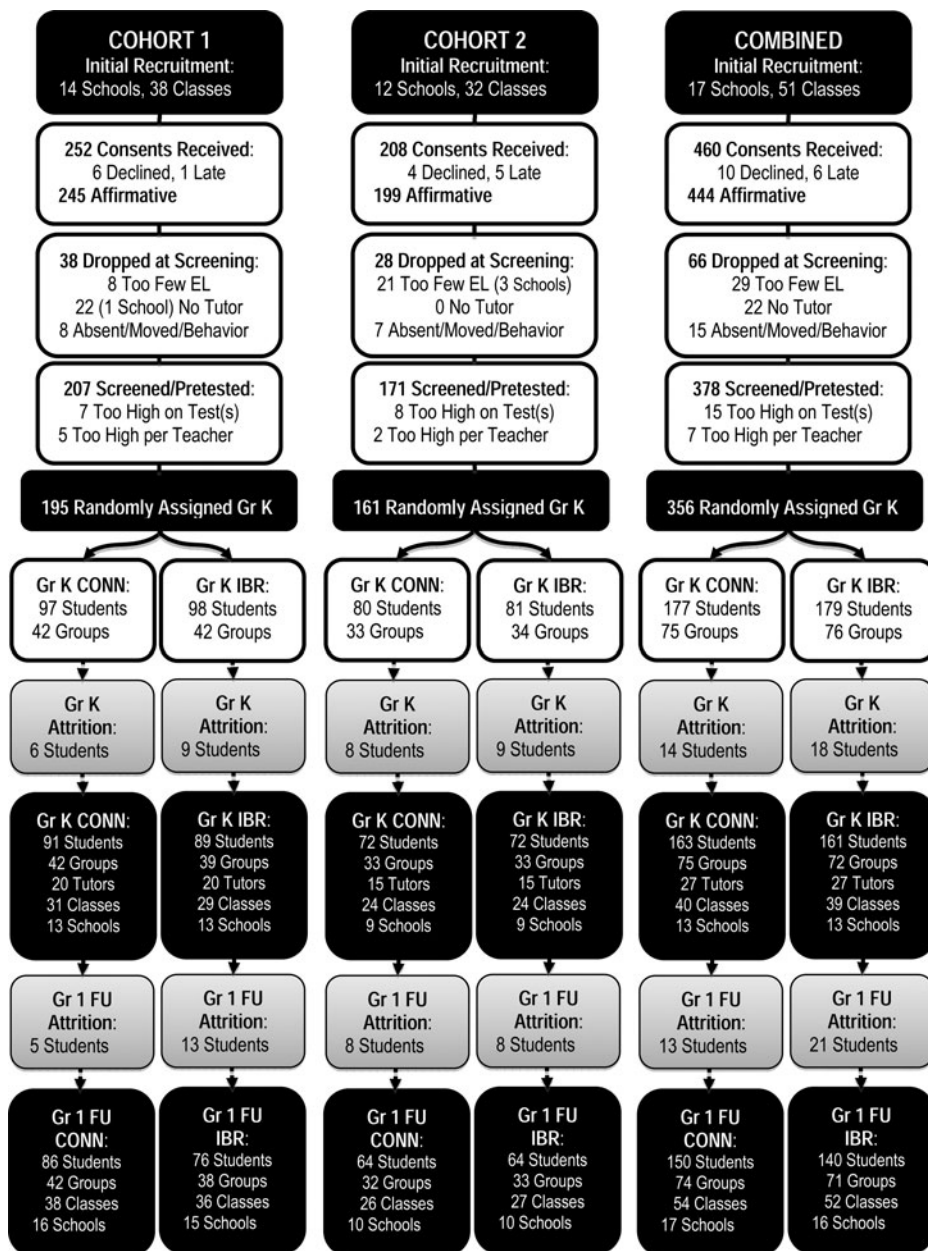 COHORT 1
Initial Recruitment:
14 Schools, 38 Classes
252 Consents Received:
6 Declined, 1 Late
245 Affirmative
38 Dropped at Screening:
8 Too Few EL
22 (1 School) No Tutor
8 Absent/Moved/Behavior
207 Screened/Pretested:
7 Too High on Test(s)
5 Too High per Teacher
195 Randomly Assigned Gr K
Gr K CONN:
97 Students
42 Groups
Gr K IBR:
98 Students
42 Groups
Gr K
Attrition:
6 Students
Gr K
Attrition:
9 Students
Gr K CONN:
91 Students
42 Groups
20 Tutors
31 Classes
13 Schools
Gr K IBR:
89 Students
39 Groups
20 Tutors
29 Classes
13 Schools
Gr 1 FU
Attrition:
5 Students
Gr 1 FU
Attrition:
13 Students
Gr 1 FU
CONN:
86 Students
42 Groups
38 Classes
16 Schools
Gr 1 FU
IBR:
76 Students
38 Groups
36 Classes
15 Schools
COHORT 2
Initial Recruitment:
12 Schools, 32 Classes
208 Consents Received:
4 Declined, 5 Late
199 Affirmative
28 Dropped at Screening:
21 Too Few EL (3 Schools)
0 No Tutor
7 Absent/Moved/Behavior
171 Screened/Pretested:
8 Too High on Test(s)
2 Too High per Teacher
161 Randomly Assigned Gr K
Gr K CONN:
80 Students
33 Groups
Gr K IBR:
81 Students
34 Groups
Gr K
Attrition:
8 Students
Gr K
Attrition:
9 Students
Gr K CONN:
72 Students
33 Groups
15 Tutors
24 Classes
9 Schools
Gr K IBR:
72 Students
33 Groups
15 Tutors
24 Classes
9 Schools
Gr 1 FU
Attrition:
8 Students
Gr 1 FU
Attrition:
8 Students
Gr 1 FU
CONN:
64 Students
32 Groups
26 Classes
10 Schools
Gr 1 FU
IBR:
64 Students
33 Groups
27 Classes
10 Schools
COMBINED
Initial Recruitment:
17 Schools, 51 Classes
460 Consents Received:
10 Declined, 6 Late
444 Affirmative
66 Dropped at Screening:
29 Too Few EL
22 No Tutor
15 Absent/Moved/Behavior
378 Screened/Pretested:
15 Too High on Test(s)
7 Too High per Teacher
356 Randomly Assigned Gr K
Gr K CONN:
177 Students
75 Groups
Gr K IBR:
179 Students
76 Groups
Gr K
Attrition:
14 Students
Gr K
Attrition:
18 Students
Gr K CONN:
163 Students
75 Groups
27 Tutors
40 Classes
13 Schools
Gr K IBR:
161 Students
72 Groups
27 Tutors
39 Classes
13 Schools
Gr 1 FU
Attrition:
13 Students
Gr 1 FU
Attrition:
21 Students
Gr 1 FU
CONN:
150 Students
74 Groups
54 Classes
17 Schools
Gr 1 FU
IBR:
140 Students
71 Groups
52 Classes
16 Schools